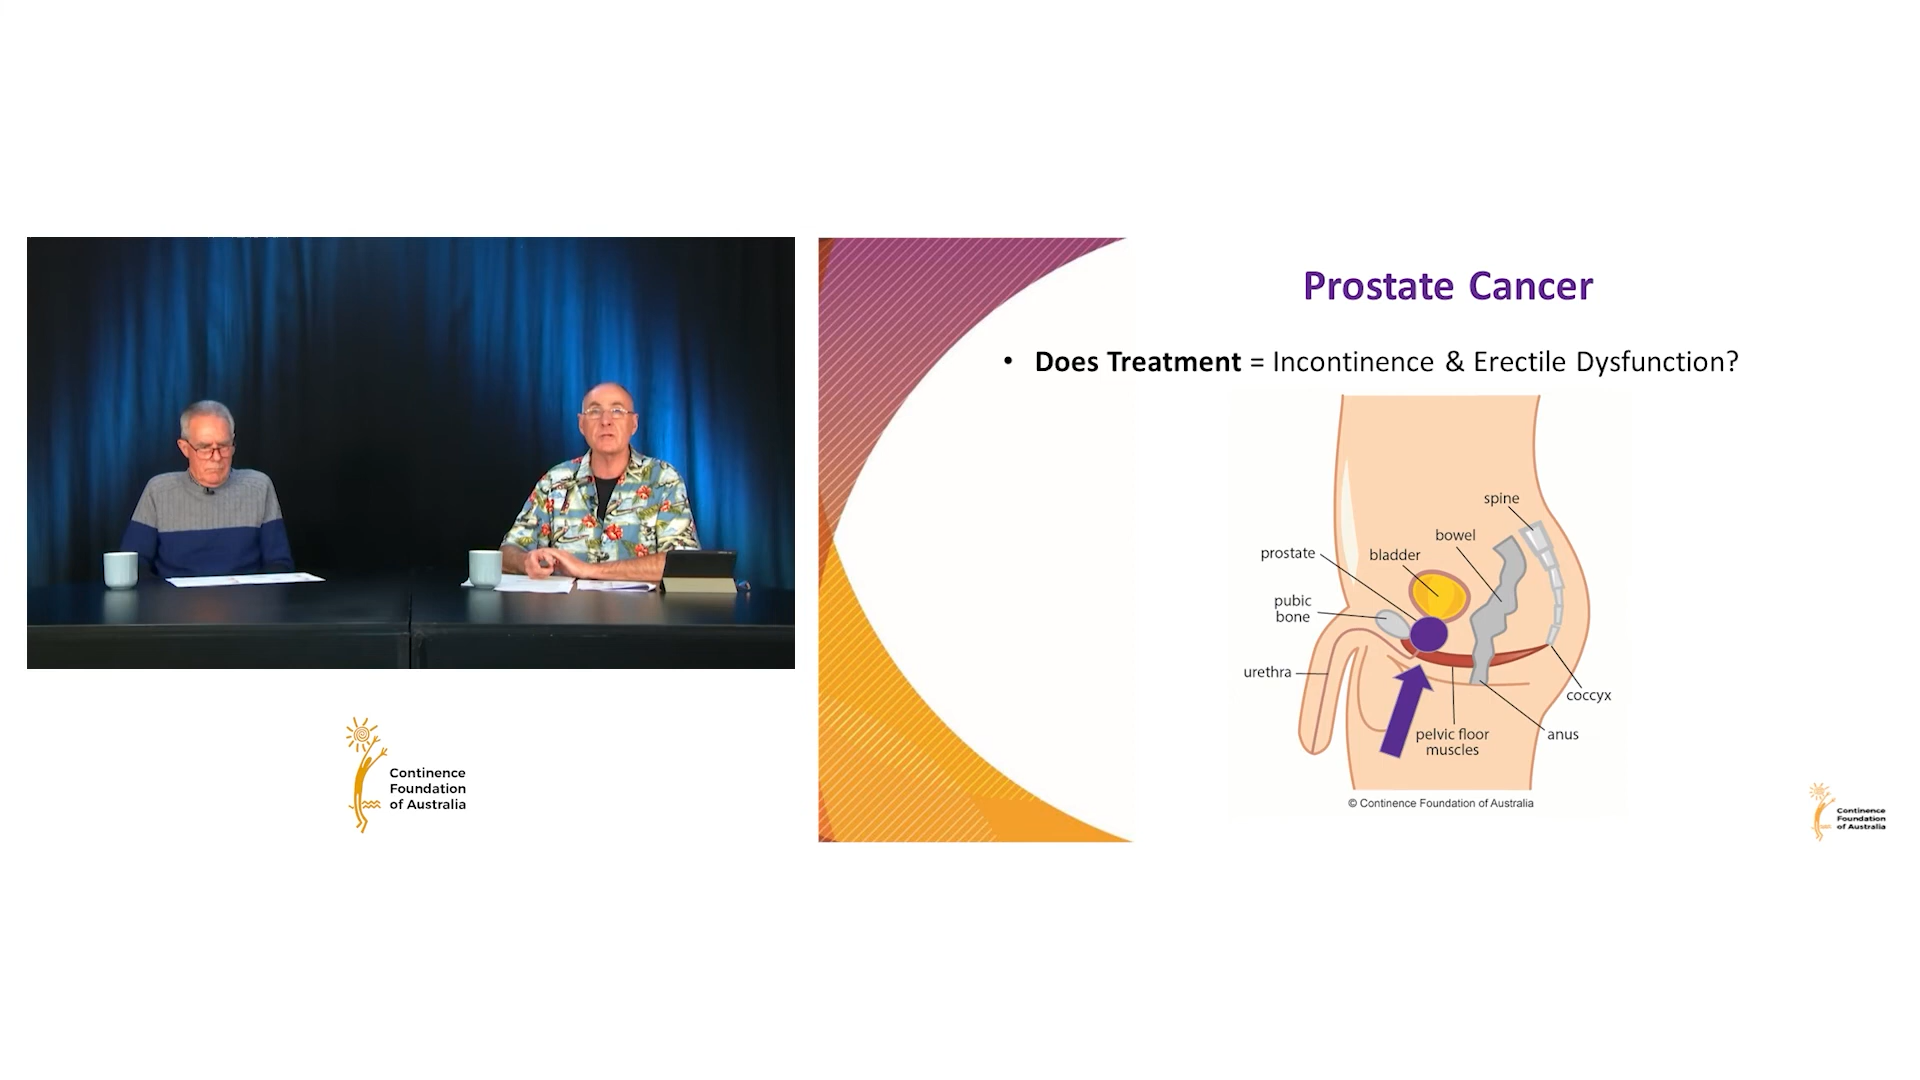 Prostate Cancer
• Does Treatment = Incontinence & Erectile Dysfunction?
spine
bowel
prostate
bladder
pubic
bone
urethra
coccyx
pelvic floor
muscles
anus
© Continence Foundation of Australia
Continence
Foundation
of Australia
Continence
Foundation
of Australia